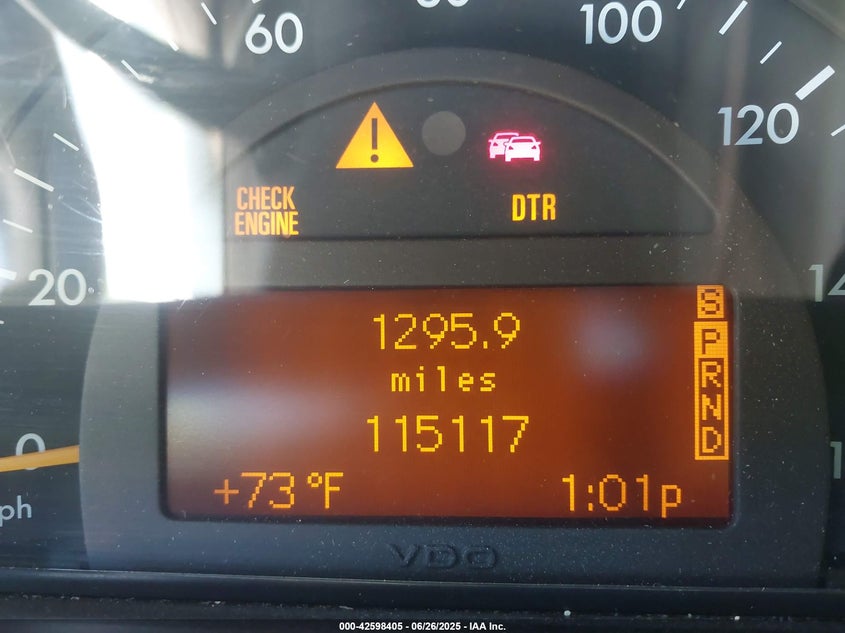 60
100
120
CHECK
ENGINE
DTR
20
1295.9
miles
115117
0
+73°F
1:01p
S
P
R
N
D
VDO
000-42598405 - 06/26/2025 - IAA Inc.